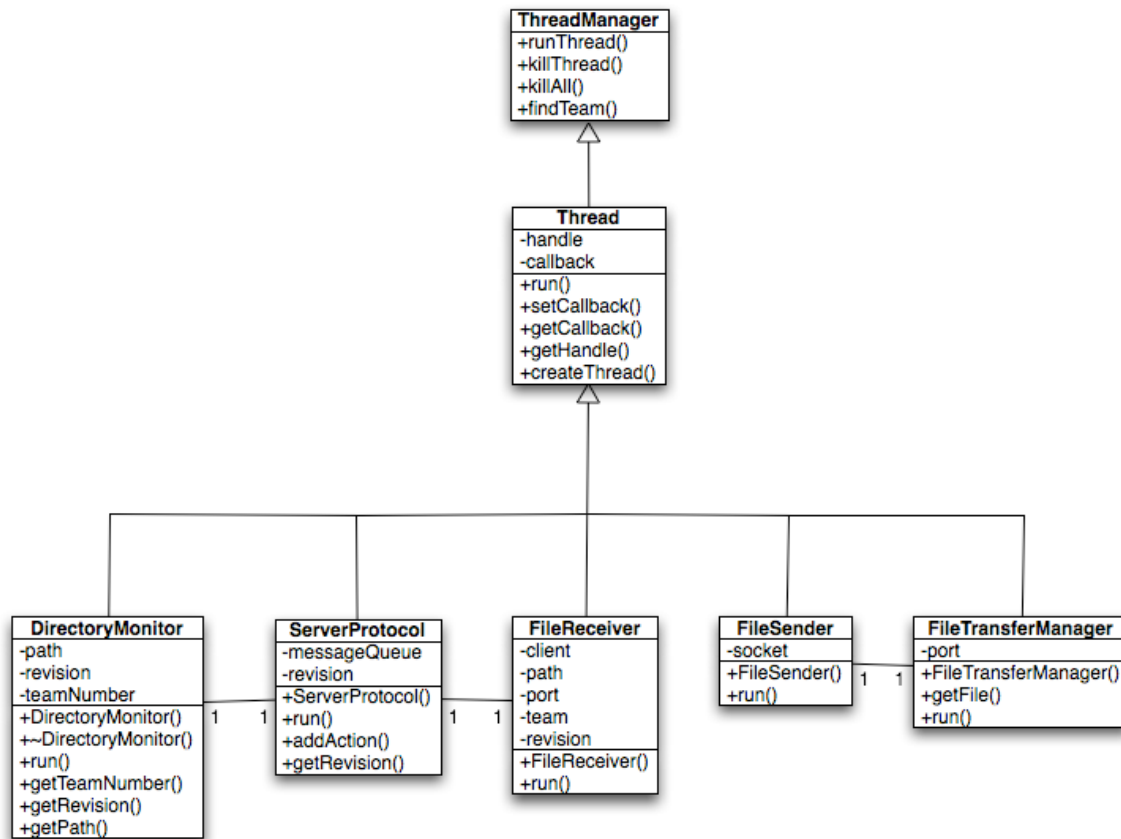 ThreadManager
+runThread()
+killThread()
+killAll()
+findTeam()
Thread
-handle
-callback
+run()
+setCallback()
+getCallback()
+getHandle()
+createThread()
DirectoryMonitor
-path
-revision
-teamNumber
+DirectoryMonitor()
+~DirectoryMonitor()
+run()
+getTeamNumber()
+getRevision()
+getPath()
1
1
ServerProtocol
-messageQueue
-revision
+ServerProtocol()
+run()
+addAction()
+getRevision()
1
1
FileReceiver
-client
-path
-port
-team
-revision
+FileReceiver()
+run()
FileSender
-socket
+FileSender()
+run()
1
1
FileTransferManager
-port
+FileTransferManager()
+getFile()
+run()